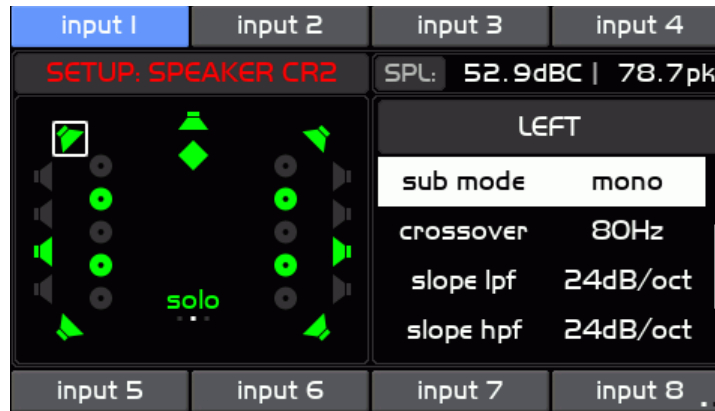 input 1 input 2 input 3 input 4
SETUP: SPEAKER CR2 SPL: 52.9dBC | 78.7pk
LEFT
sub mode mono
crossover 80Hz
slope lpf 24dB/oct
solo
slope hpf 24dB/oct
input 5 input 6 input 7 input 8